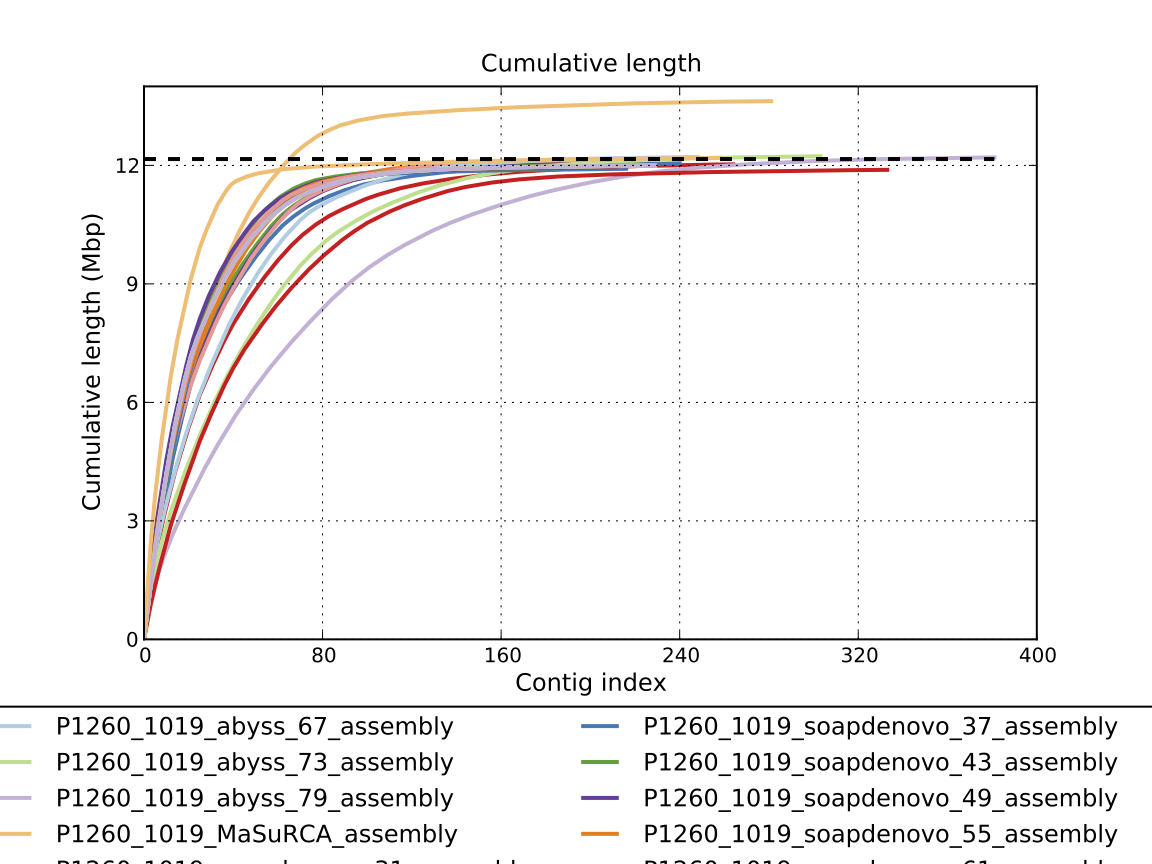 Cumulative length
Cumulative length (Mbp)
12
9
6
3
0
0 80 160 240 320 400
Contig index
P1260_1019_abyss_67_assembly P1260_1019_soapdenovo_37_assembly
P1260_1019_abyss_73_assembly P1260_1019_soapdenovo_43_assembly
P1260_1019_abyss_79_assembly P1260_1019_soapdenovo_49_assembly
P1260_1019_MaSuRCA_assembly P1260_1019_soapdenovo_55_assembly